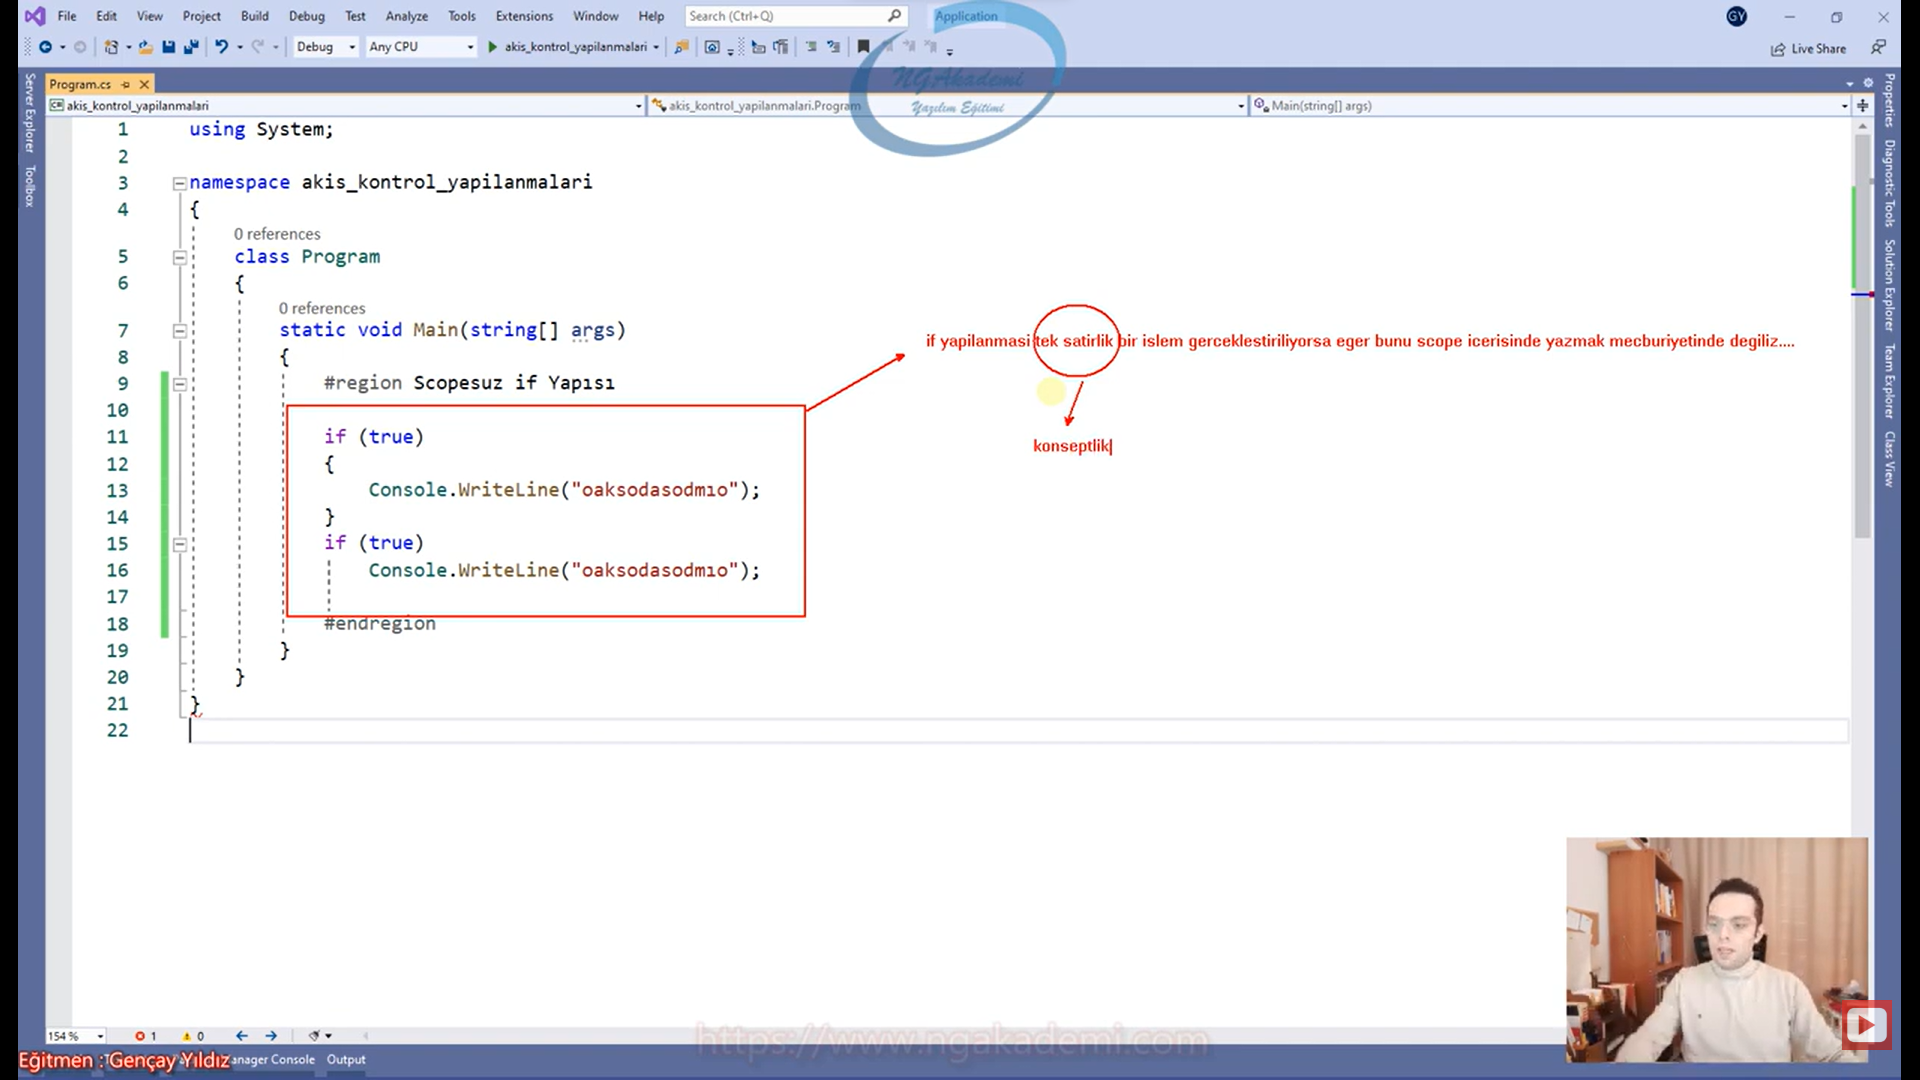 File Edit View Project Build Debug Test Analyze Tools Extensions Window Help Search (Ctrl+Q) Application GY
Debug Any CPU akis_kontrol_yapilanmalari Live Share
NGAkademi
Yazılım Eğitimi
Program.cs
akis_kontrol_yapilanmalari akis_kontrol_yapilanmalari.Program Main(string[] args)
Server Explorer
Toolbox
1 using System;
2
3 namespace akis_kontrol_yapilanmalari
4 {
0 references
5 class Program
6 {
0 references
7 static void Main(string[] args)
8 {
9 #region Scopesuz if Yapısı
10
11 if (true)
12 {
13 Console.WriteLine("oaksodasodmıo");
14 }
15 if (true)
16 Console.WriteLine("oaksodasodmıo");
17
18 #endregion
19 }
20 }
21 }
22
if yapilanmasi tek satirlik bir islem gerceklestiriliyorsa eger bunu scope icerisinde yazmak mecburiyetinde degiliz....
konseptlik
Properties
Diagnostic Tools
Solution Explorer
Team Explorer
Class View
154 % 1 0
https://www.ngakademi.com
Eğitmen : Gençay Yıldız
anager Console Output